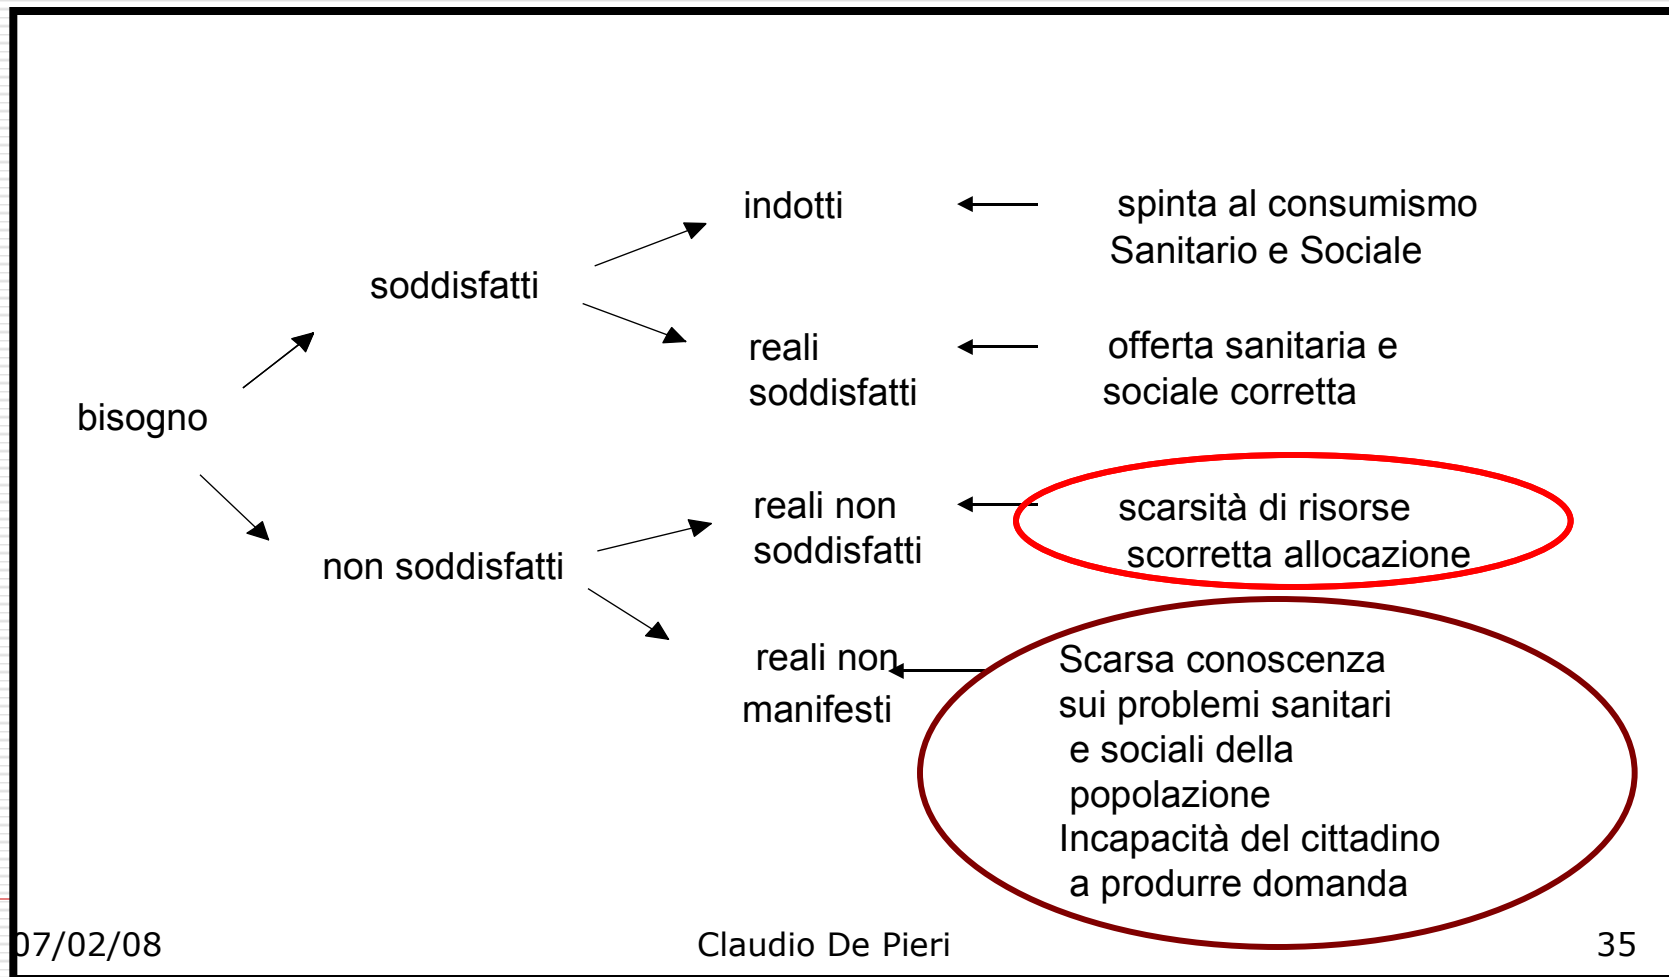 bisogno
soddisfatti
indotti
spinta al consumismo
Sanitario e Sociale
reali
soddisfatti
offerta sanitaria e
sociale corretta
non soddisfatti
reali non
soddisfatti
scarsità di risorse
scorretta allocazione
reali non
manifesti
Scarsa conoscenza
sui problemi sanitari
e sociali della
popolazione
Incapacità del cittadino
a produrre domanda
07/02/08
Claudio De Pieri
35